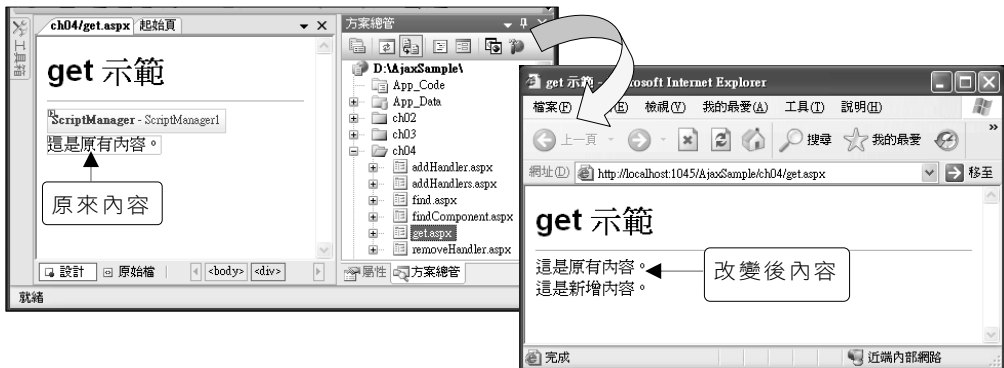 ch04/get.aspx 起始頁
工具箱
get 示範
ScriptManager - ScriptManager1
這是原有內容。
原來內容
設計 原始檔 <body> <div>
就緒
方案總管
D:\AjaxSample\
App_Code
App_Data
ch02
ch03
ch04
addHandler.aspx
addHandlers.aspx
find.aspx
findComponent.aspx
get.aspx
removeHandler.aspx
屬性 方案總管
get 示範 - Microsoft Internet Explorer
檔案(F) (E) 檢視(V) 我的最愛(A) 工具(T) 說明(H)
上一頁 搜尋 我的最愛
網址(D) http://localhost:1045/AjaxSample/ch04/get.aspx 移至
get 示範
這是原有內容。
這是新增內容。
改變後內容
完成 近端內部網路